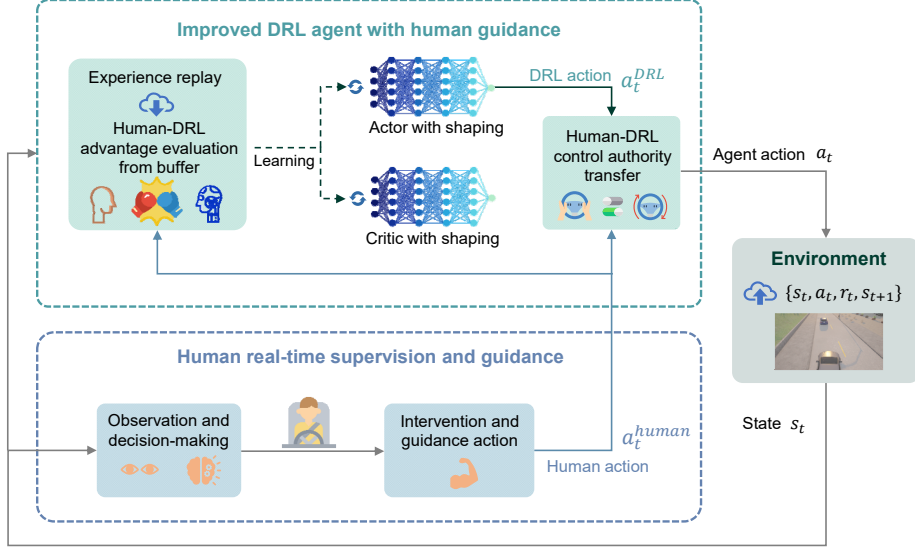 Improved DRL agent with human guidance
Experience replay
Human-DRL
advantage evaluation
from buffer
Learning
Actor with shaping
Critic with shaping
DRL action
a_t^{DRL}
Human-DRL
control authority
transfer
Agent action a_t
Environment
{s_t, a_t, r_t, s_{t+1}}
State s_t
Human real-time supervision and guidance
Observation and
decision-making
Intervention and
guidance action
a_t^{human}
Human action